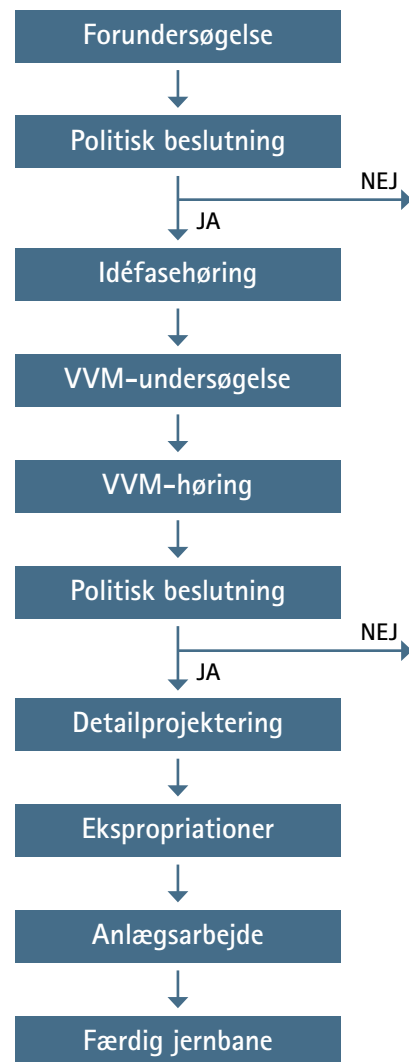 Forundersøgelse
Politisk beslutning
NEJ
JA
Idéfasehøring
VVM-undersøgelse
VVM-høring
Politisk beslutning
NEJ
JA
Detailprojektering
Ekspropriationer
Anlægsarbejde
Færdig jernbane